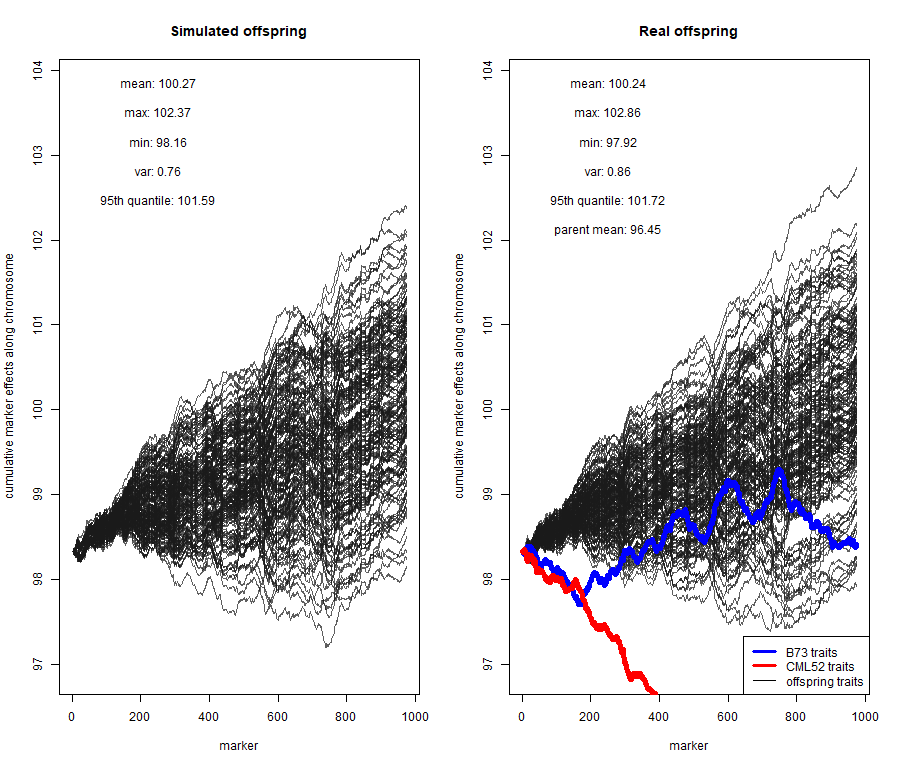 Simulated offspring
mean: 100.27
max: 102.37
min: 98.16
var: 0.76
95th quantile: 101.59
cumulative marker effects along chromosome
104
103
102
101
100
99
98
97
0 200 400 600 800 1000
marker
Real offspring
mean: 100.24
max: 102.86
min: 97.92
var: 0.86
95th quantile: 101.72
parent mean: 96.45
cumulative marker effects along chromosome
104
103
102
101
100
99
98
97
B73 traits
CML52 traits
offspring traits
0 200 400 600 800 1000
marker